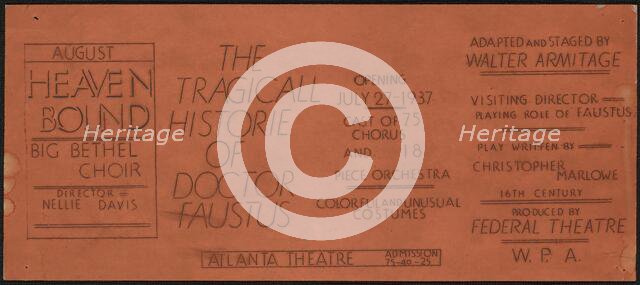 AUGUST
HEAVEN
BOUND
BIG BETHEL
CHOIR
DIRECTOR =
NELLIE DAVIS
THE
TRAGICALL
HISTORIE
OF
DOCTOR
FAUSTUS
OPENING
JULY 27-1937
CAST OF 75
CHORUS
AND 18
PIECE ORCHESTRA
COLORFUL AND UNUSUAL
COSTUMES
ATLANTA THEATRE
ADMISSION
75-40-25
ADAPTED AND STAGED BY
WALTER ARMITAGE
VISITING DIRECTOR
PLAYING ROLE OF FAUSTUS
PLAY WRITTEN BY
CHRISTOPHER
MARLOWE
16TH CENTURY
PRODUCED BY
FEDERAL THEATRE
W. P. A.
Heritage
Heritage
Heritage
©